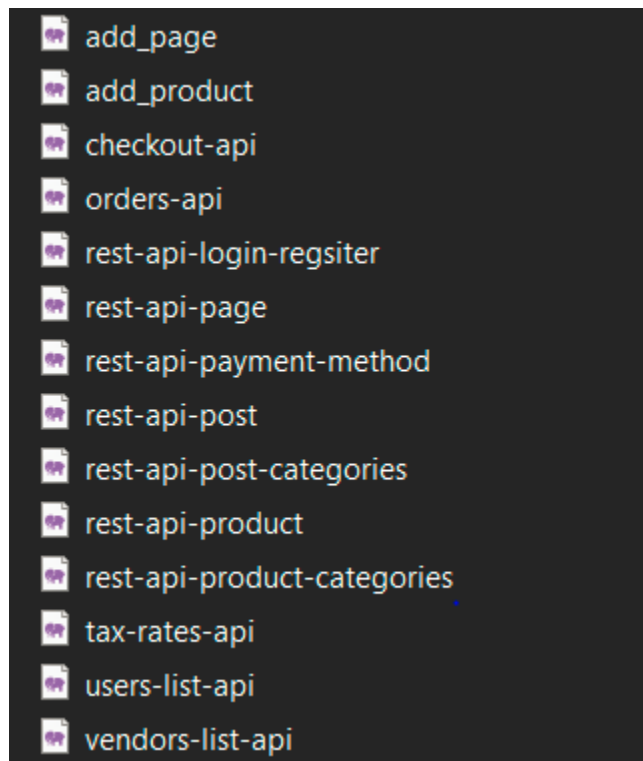 add_page
add_product
checkout-api
orders-api
rest-api-login-regsiter
rest-api-page
rest-api-payment-method
rest-api-post
rest-api-post-categories
rest-api-product
rest-api-product-categories
tax-rates-api
users-list-api
vendors-list-api